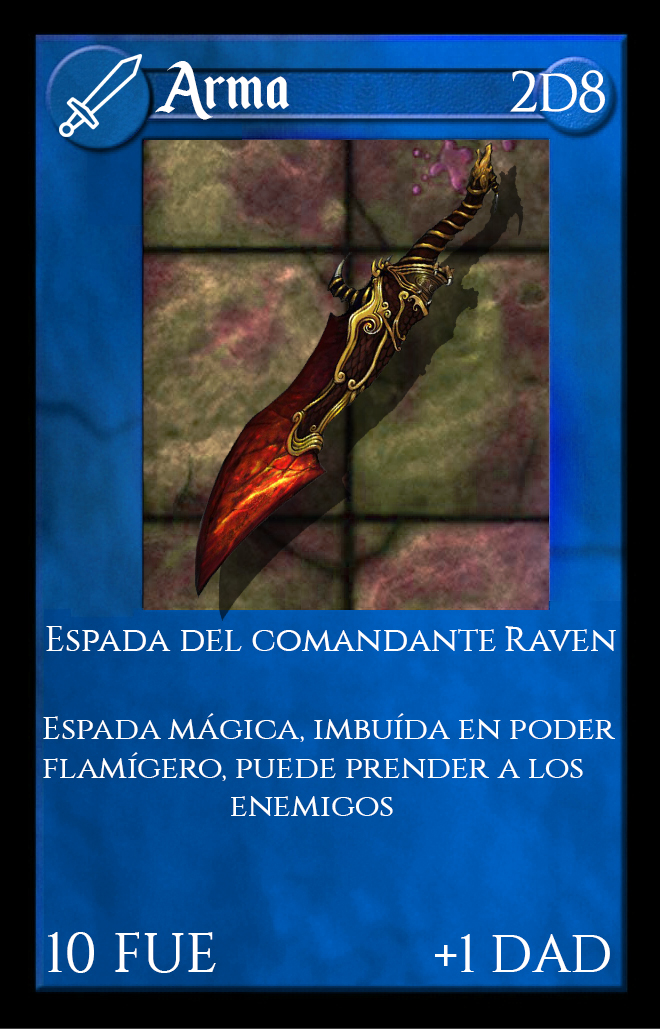 Arma
2D8
Espada del comandante Raven
Espada mágica, imbuída en poder
flamígero, puede prender a los
enemigos
10 FUE
+1 DAD